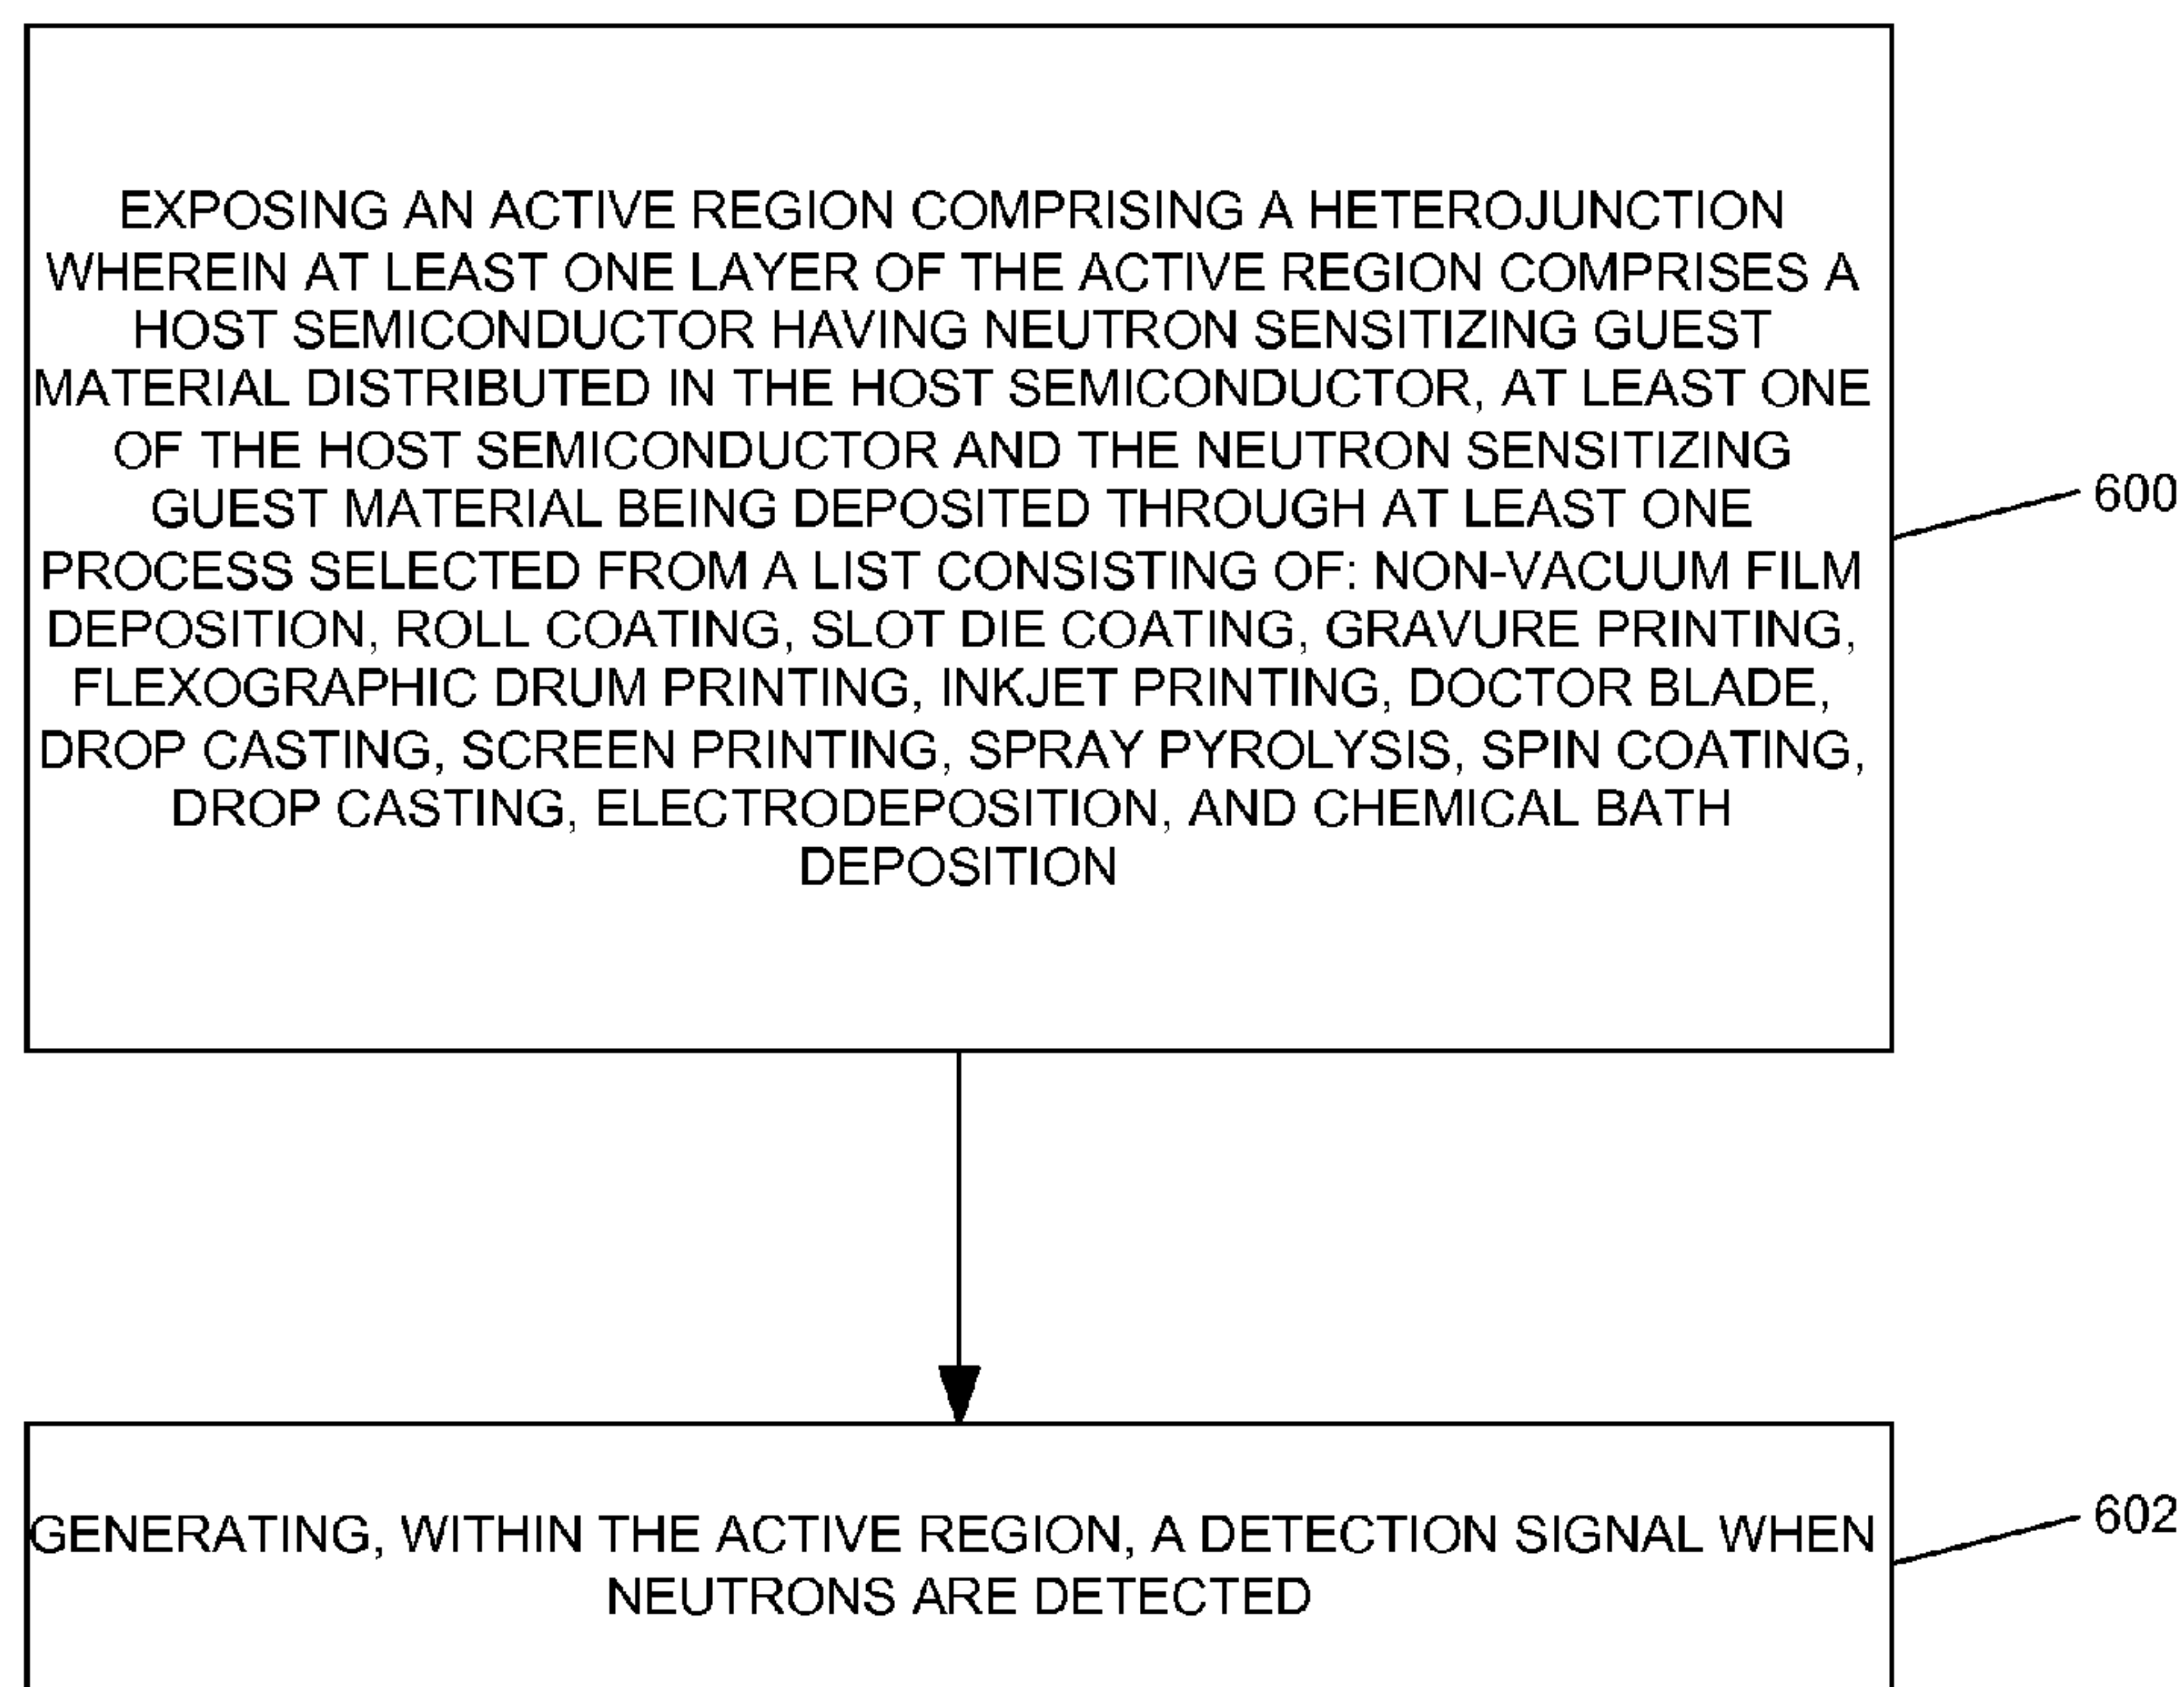 EXPOSING AN ACTIVE REGION COMPRISING A HETEROJUNCTION
WHEREIN AT LEAST ONE LAYER OF THE ACTIVE REGION COMPRISES A
HOST SEMICONDUCTOR HAVING NEUTRON SENSITIZING GUEST
MATERIAL DISTRIBUTED IN THE HOST SEMICONDUCTOR, AT LEAST ONE
OF THE HOST SEMICONDUCTOR AND THE NEUTRON SENSITIZING
GUEST MATERIAL BEING DEPOSITED THROUGH AT LEAST ONE
PROCESS SELECTED FROM A LIST CONSISTING OF: NON-VACUUM FILM
DEPOSITION, ROLL COATING, SLOT DIE COATING, GRAVURE PRINTING,
FLEXOGRAPHIC DRUM PRINTING, INKJET PRINTING, DOCTOR BLADE,
DROP CASTING, SCREEN PRINTING, SPRAY PYROLYSIS, SPIN COATING,
DROP CASTING, ELECTRODEPOSITION, AND CHEMICAL BATH
DEPOSITION
600
GENERATING, WITHIN THE ACTIVE REGION, A DETECTION SIGNAL WHEN
NEUTRONS ARE DETECTED
602